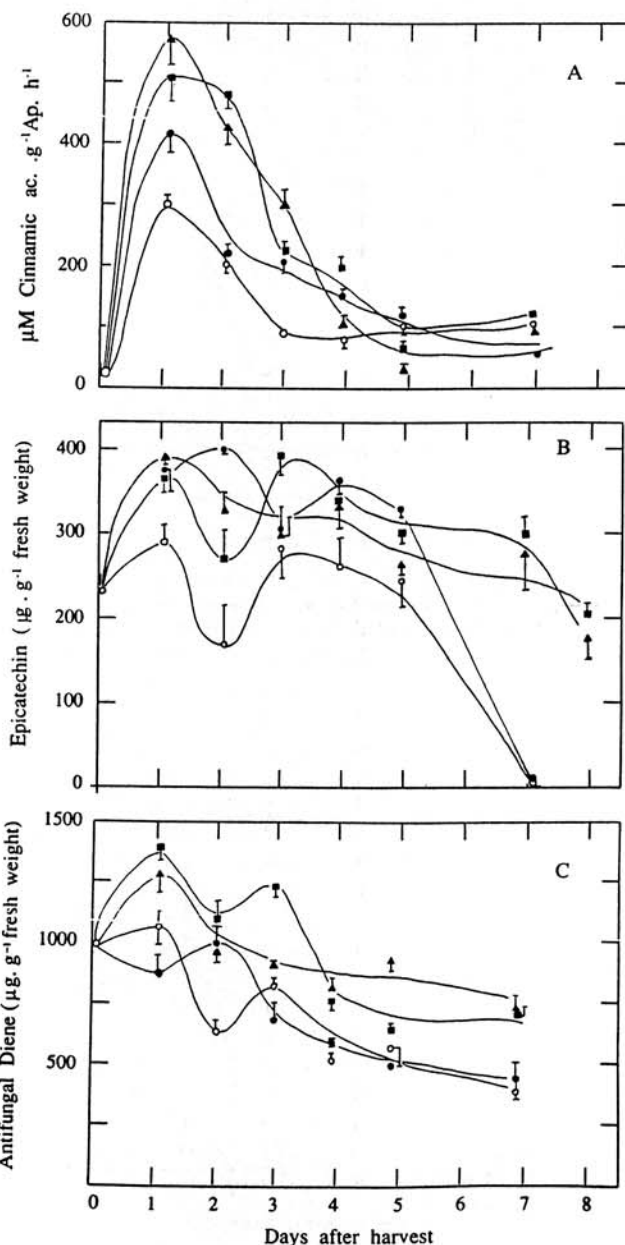 600
400
200
0
A
µM Cinnamic ac. .g⁻¹Ap. h⁻¹
400
300
200
100
0
B
Epicatechin (µg . g⁻¹ fresh weight)
1500
1000
500
C
Antifungal Diene (µg. g⁻¹fresh weight)
0 1 2 3 4 5 6 7 8
Days after harvest